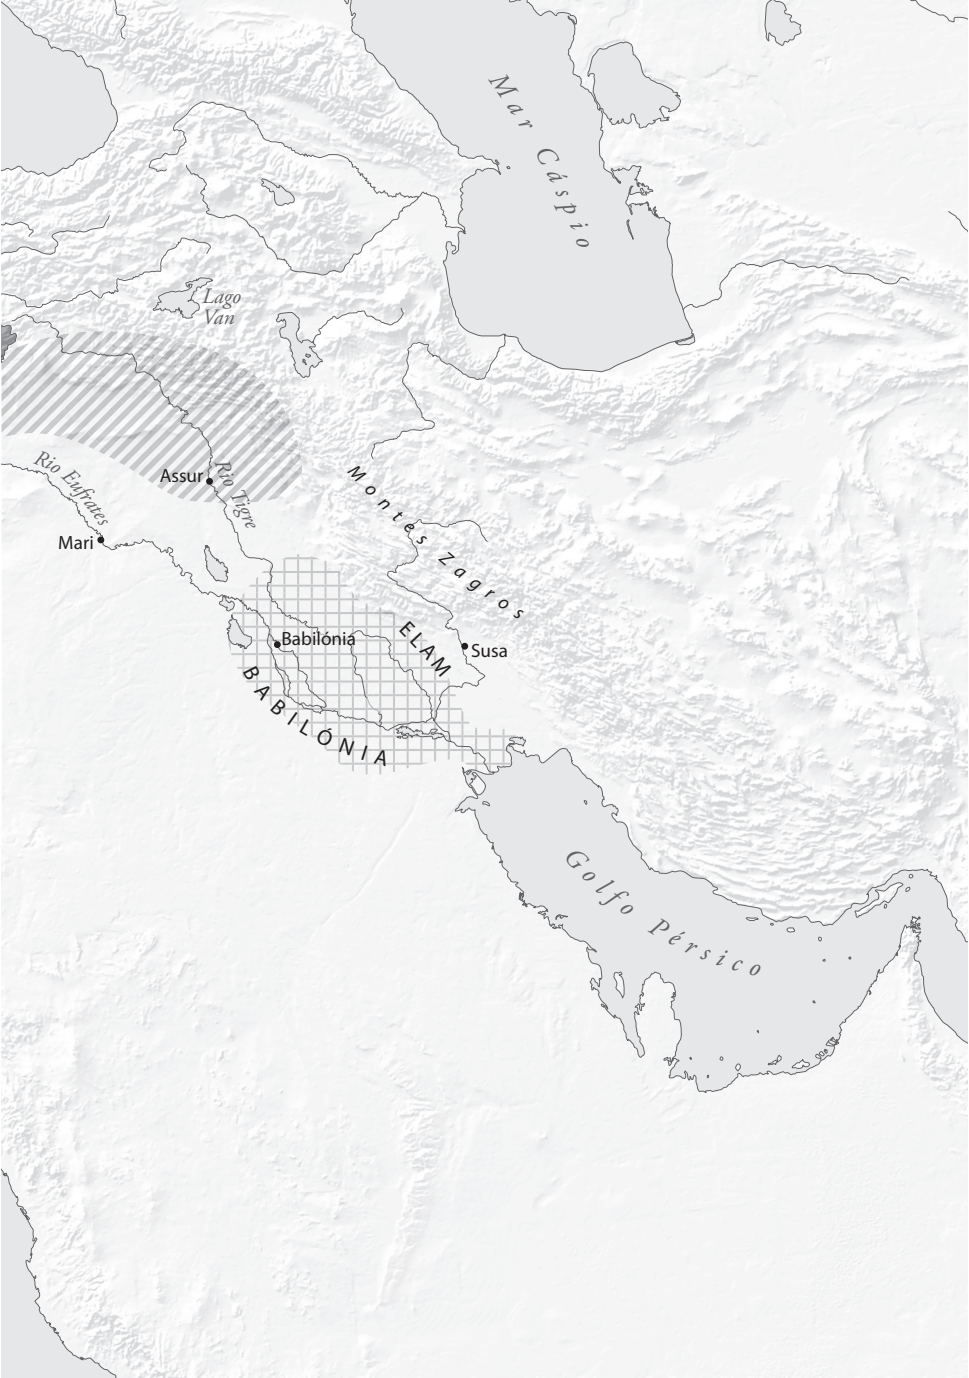 Mar Cáspio
Lago
Van
Rio Eufrates
Assur
Rio Tigre
Montes Zagros
Mari
Babilónia
ELAM
Susa
BABILÓNIA
Golfo Pérsico